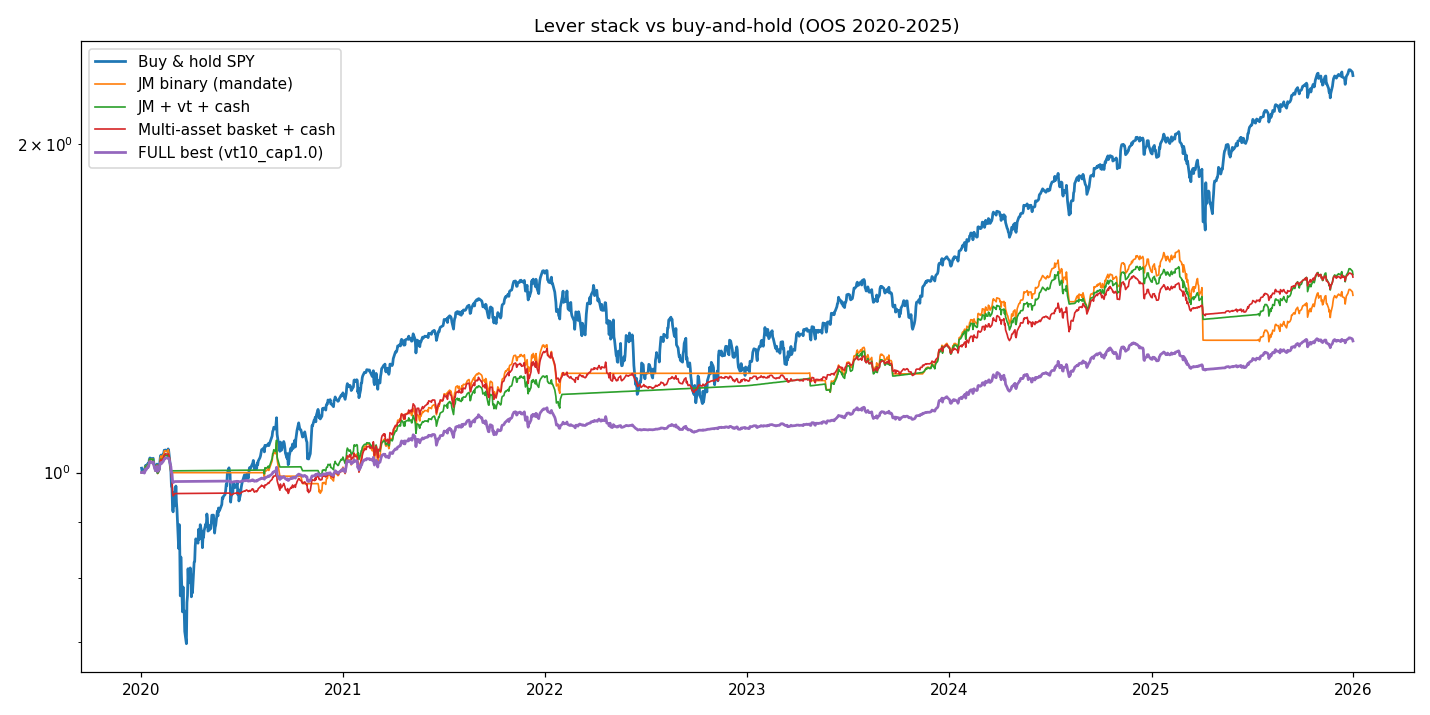 Lever stack vs buy-and-hold (OOS 2020-2025)
Buy & hold SPY
JM binary (mandate)
JM + vt + cash
Multi-asset basket + cash
FULL best (vt10_cap1.0)
2 × 10⁰
10⁰
2020 2021 2022 2023 2024 2025 2026